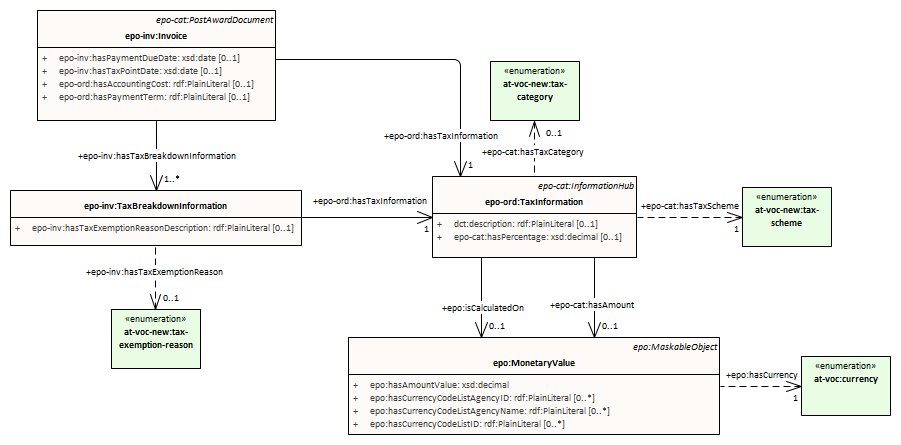 epo-cat:PostAwardDocument
epo-inv:Invoice
+ epo-inv:hasPaymentDueDate: xsd:date [0..1]
+ epo-inv:hasTaxPointDate: xsd:date [0..1]
+ epo-ord:hasAccountingCost: rdf:PlainLiteral [0..1]
+ epo-ord:hasPaymentTerm: rdf:PlainLiteral [0..1]
«enumeration»
at-voc-new:tax-
category
0..1
+epo-ord:hasTaxInformation
1
+epo-cat:hasTaxCategory
+epo-inv:hasTaxBreakdownInformation
1..*
epo-inv:TaxBreakdownInformation
+ epo-inv:hasTaxExemptionReasonDescription: rdf:PlainLiteral [0..1]
+epo-ord:hasTaxInformation
1
epo-cat:InformationHub
epo-ord:TaxInformation
+ dct:description: rdf:PlainLiteral [0..1]
+ epo-cat:hasPercentage: xsd:decimal [0..1]
+epo-cat:hasTaxScheme
1
«enumeration»
at-voc-new:tax-
scheme
+epo-inv:hasTaxExemptionReason
0..1
«enumeration»
at-voc-new:tax-
exemption-reason
+epo:isCalculatedOn
0..1
+epo-cat:hasAmount
0..1
epo:MaskableObject
epo:MonetaryValue
+ epo:hasAmountValue: xsd:decimal
+ epo:hasCurrencyCodeListAgencyID: rdf:PlainLiteral [0..*]
+ epo:hasCurrencyCodeListAgencyName: rdf:PlainLiteral [0..*]
+ epo:hasCurrencyCodeListID: rdf:PlainLiteral [0..*]
+epo:hasCurrency
1
«enumeration»
at-voc:currency